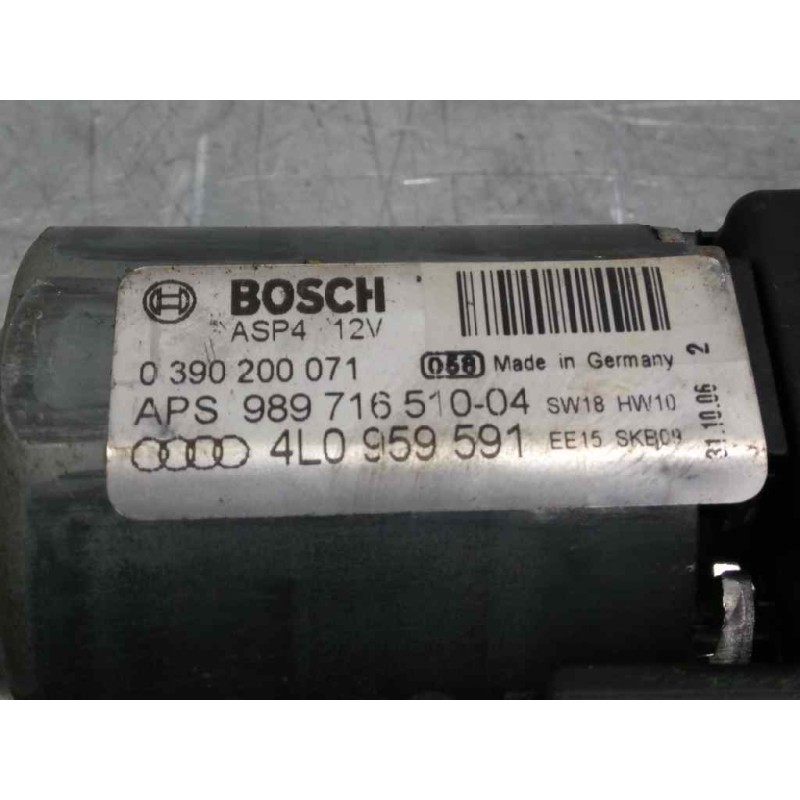 BOSCH
ASP4 12V
0 390 200 071
058 Made in Germany
APS 989 716 510-04 SW18 HW10
4L0 959 591 EE15 SKB09
31.10.06 2